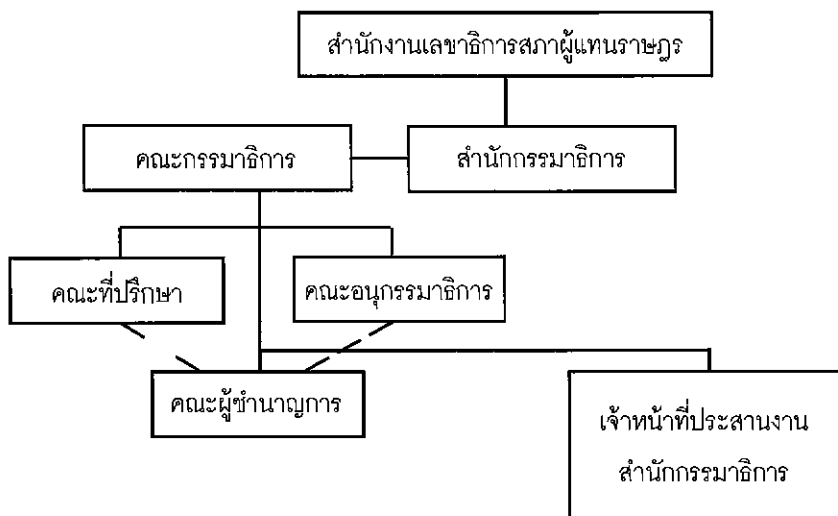 สำนักงานเลขาธิการสภาผู้แทนราษฎร
คณะกรรมาธิการ
สำนักกรรมาธิการ
คณะที่ปรึกษา
คณะอนุกรรมาธิการ
คณะผู้ชำนาญการ
เจ้าหน้าที่ประสานงาน
สำนักกรรมาธิการ